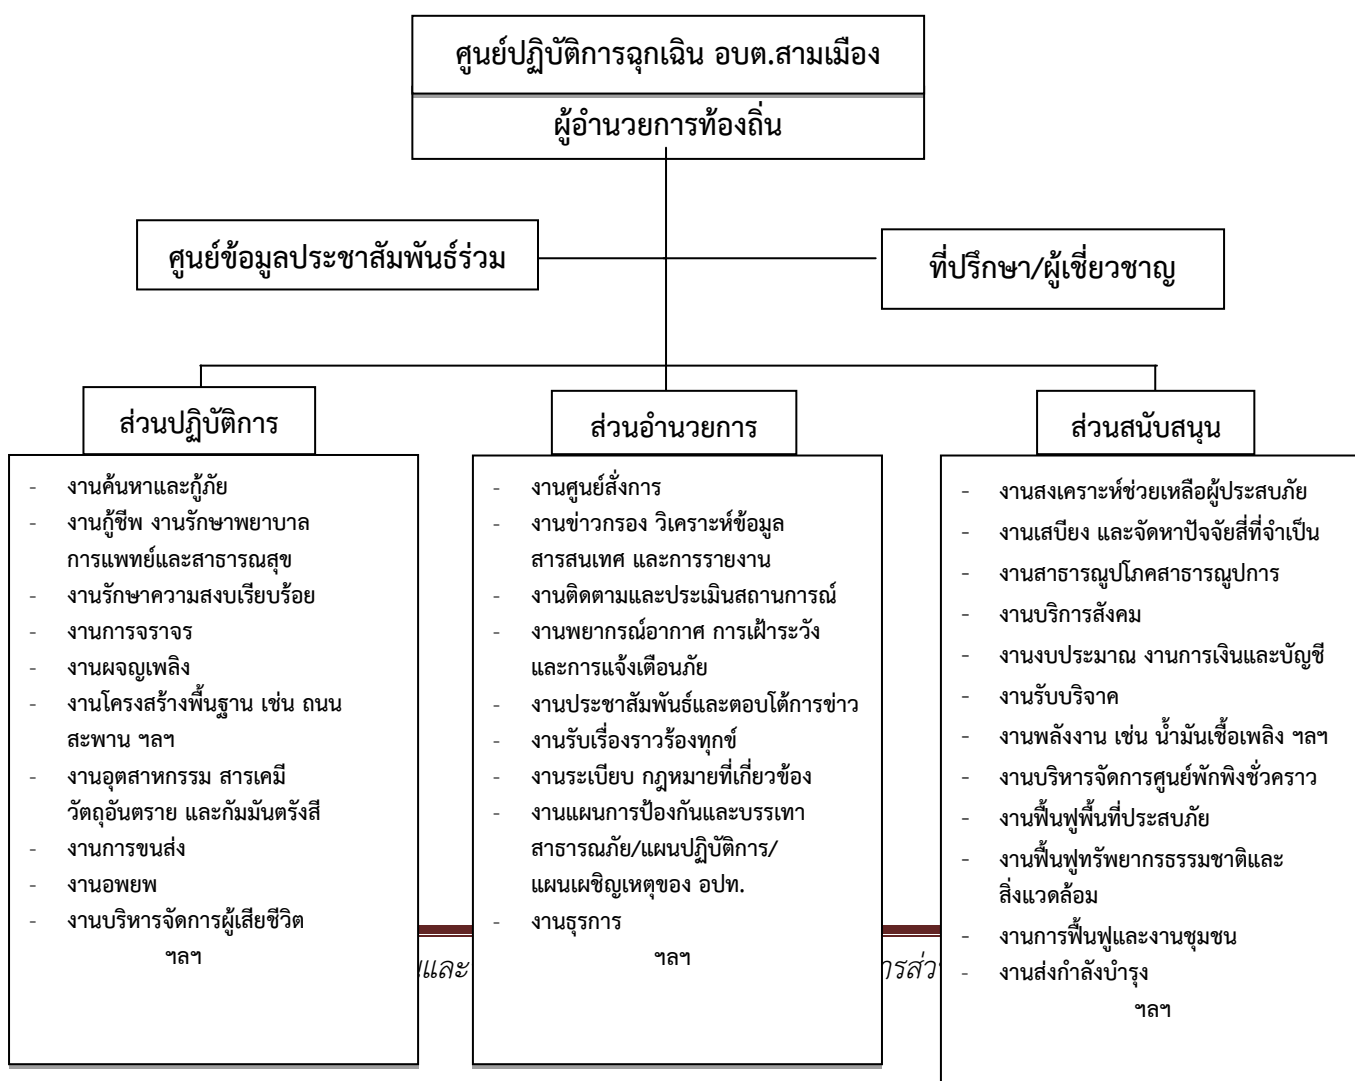 ศูนย์ปฏิบัติการฉุกเฉิน อบต.สามเมือง
ผู้อำนวยการท้องถิ่น
ศูนย์ข้อมูลประชาสัมพันธ์ร่วม
ที่ปรึกษา/ผู้เชี่ยวชาญ
ส่วนปฏิบัติการ
- งานค้นหาและกู้ภัย
- งานกู้ชีพ งานรักษาพยาบาล
การแพทย์และสาธารณสุข
- งานรักษาความสงบเรียบร้อย
- งานการจราจร
- งานผจญเพลิง
- งานโครงสร้างพื้นฐาน เช่น ถนน
สะพาน ฯลฯ
- งานอุตสาหกรรม สารเคมี
วัตถุอันตราย และกัมมันตรังสี
- งานการขนส่ง
- งานอพยพ
- งานบริหารจัดการผู้เสียชีวิต
ฯลฯ
ส่วนอำนวยการ
- งานศูนย์สั่งการ
- งานข่าวกรอง วิเคราะห์ข้อมูล
สารสนเทศ และการรายงาน
- งานติดตามและประเมินสถานการณ์
- งานพยากรณ์อากาศ การเฝ้าระวัง
และการแจ้งเตือนภัย
- งานประชาสัมพันธ์และตอบโต้การข่าว
- งานรับเรื่องราวร้องทุกข์
- งานระเบียบ กฎหมายที่เกี่ยวข้อง
- งานแผนการป้องกันและบรรเทา
สาธารณภัย/แผนปฏิบัติการ/
แผนเผชิญเหตุของ อปท.
- งานธุรการ
ฯลฯ
ส่วนสนับสนุน
- งานสงเคราะห์ช่วยเหลือผู้ประสบภัย
- งานเสบียง และจัดหาปัจจัยสี่ที่จำเป็น
- งานสาธารณูปโภคสาธารณูปการ
- งานบริการสังคม
- งานงบประมาณ งานการเงินและบัญชี
- งานรับบริจาค
- งานพลังงาน เช่น น้ำมันเชื้อเพลิง ฯลฯ
- งานบริหารจัดการศูนย์พักพิงชั่วคราว
- งานฟื้นฟูพื้นที่ประสบภัย
- งานฟื้นฟูทรัพยากรธรรมชาติและ
สิ่งแวดล้อม
- งานการฟื้นฟูและงานชุมชน
- งานส่งกำลังบำรุง
ฯลฯ
และ